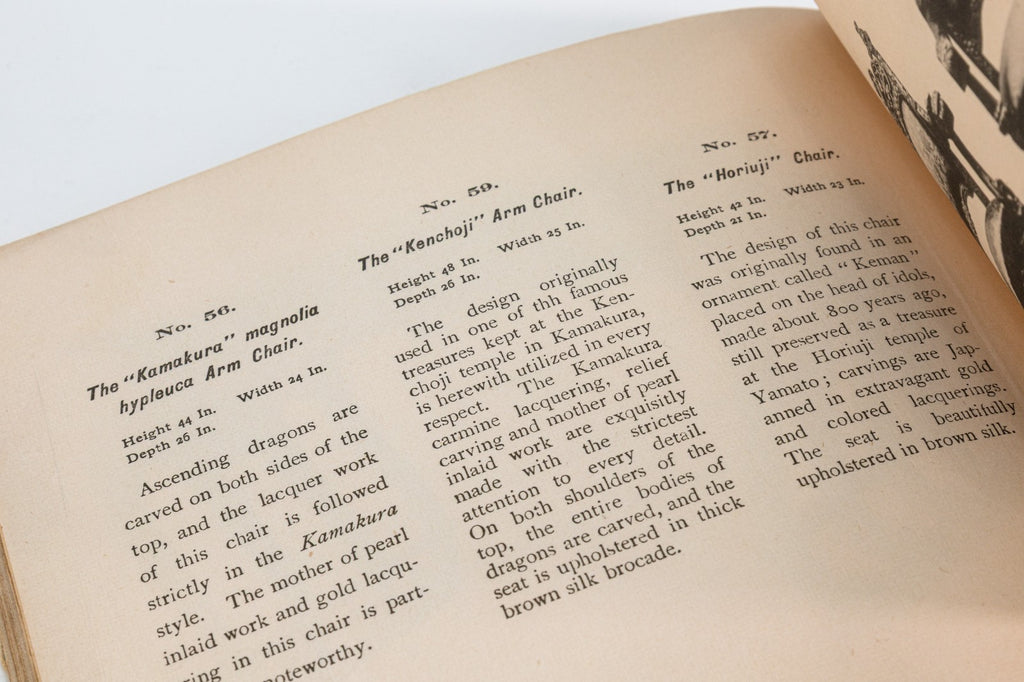 No. 56.
The "Kamakura" magnolia
hypleuca Arm Chair.
Height 44 In. Width 24 In.
Depth 26 In.
Ascending dragons are
carved on both sides of the
top, and the lacquer work
of this chair is followed
strictly in the Kamakura
style. The mother of pearl
inlaid work and gold lacqu-
in this chair is part-
No. 59.
The "Kenchoji" Arm Chair.
Height 48 In. Width 25 In.
Depth 26 In.
The design originally
used in one of thh famous
treasures kept at the Ken-
choji temple in Kamakura,
is herewith utilized in every
respect. The Kamakura
carmine lacquering, relief
carving and mother of pearl
inlaid work are exquisitly
made with the strictest
attention to every detail.
On both shoulders of the
top, the entire bodies of
dragons are carved, and the
seat is upholstered in thick
brown silk brocade.
No. 57.
The "Horiuji" Chair.
Height 42 In. Width 23 In.
Depth 21 In.
The design of this chair
was originally found in an
ornament called "Keman"
placed on the head of idols,
made about 800 years ago,
still preserved as a treasure
at the Horiuji temple of
Yamato; carvings are Jap-
anned in extravagant gold
and colored lacquerings.
The seat is beautifully
upholstered in brown silk.